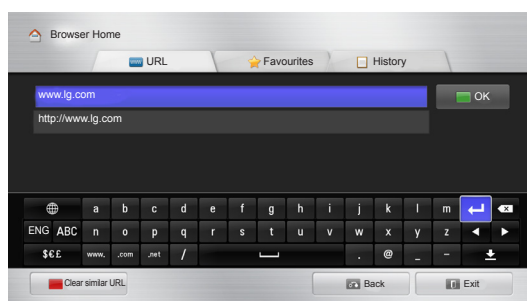 Browser Home
URL Favourites History
www.lg.com OK
http://www.lg.com
a b c d e f g h i j k l m
ENG ABC n o p q r s t u v w x y z
$€£ www. .com .net / . @ _ -
Clear similar URL Back Exit